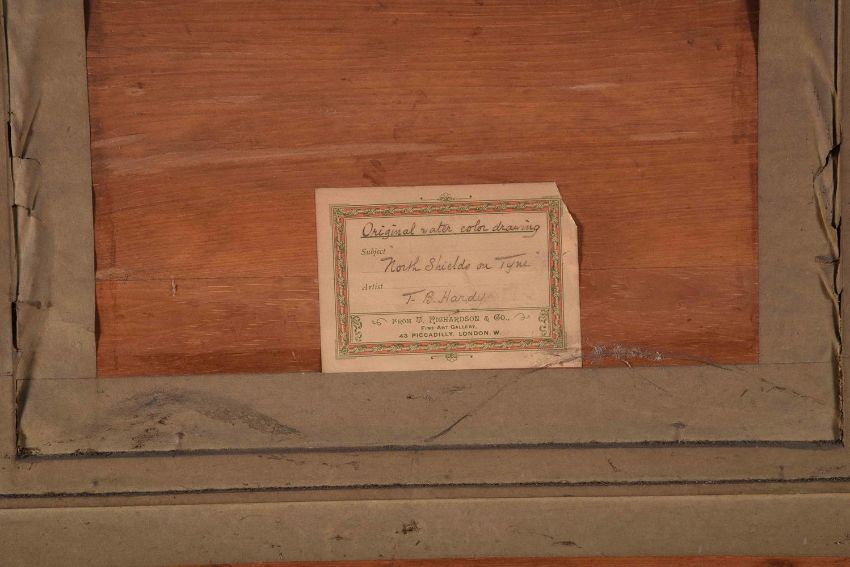 Original water color drawing
Subject
"North Shields on Tyne"
Artist
T. B. Hardy
FROM RICHARDSON & CO.,
FINE ART GALLERY,
43 PICCADILLY, LONDON, W.